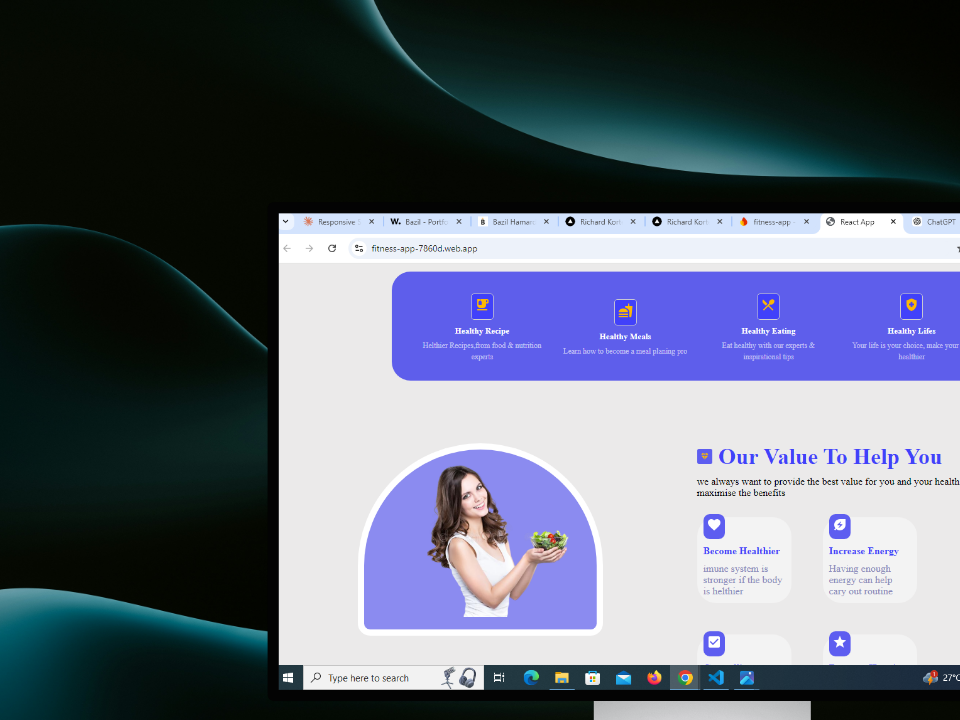 Responsive
Bazil - Portfo
Bazil Hamard
Richard Kort
Richard Kort
fitness-app
React App
ChatGPT
fitness-app-7860d.web.app
Healthy Recipe
Helthier Recipes,from food & nutrition
experts
Healthy Meals
Learn how to become a meal planing pro
Healthy Eating
Eat healthy with our experts &
inspirational tips
Healthy Lifes
Your life is your choice, make your
healthier
Our Value To Help You
we always want to provide the best value for you and your health
maximise the benefits
Become Healthier
imune system is
stronger if the body
is helthier
Increase Energy
Having enough
energy can help
cary out routine
Type here to search
27°C